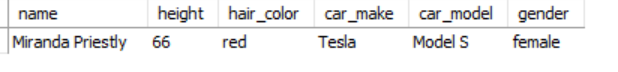 name height hair_color car_make car_model gender
Miranda Priestly 66 red Tesla Model S female